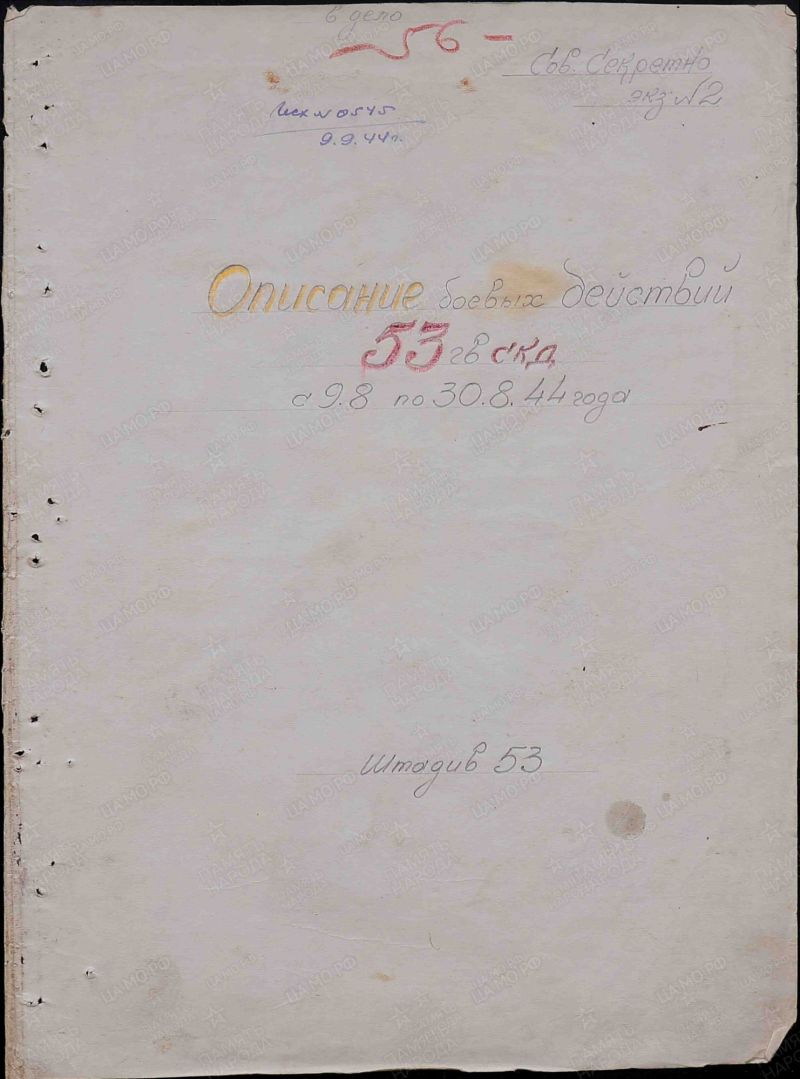 в дело
56 -
Сов. Секретно
экз №2
Исх № 0545
9.9.44г.
Описание боевых действий
53 гв скд
с 9.8 по 30.8.44 года
Штадив 53